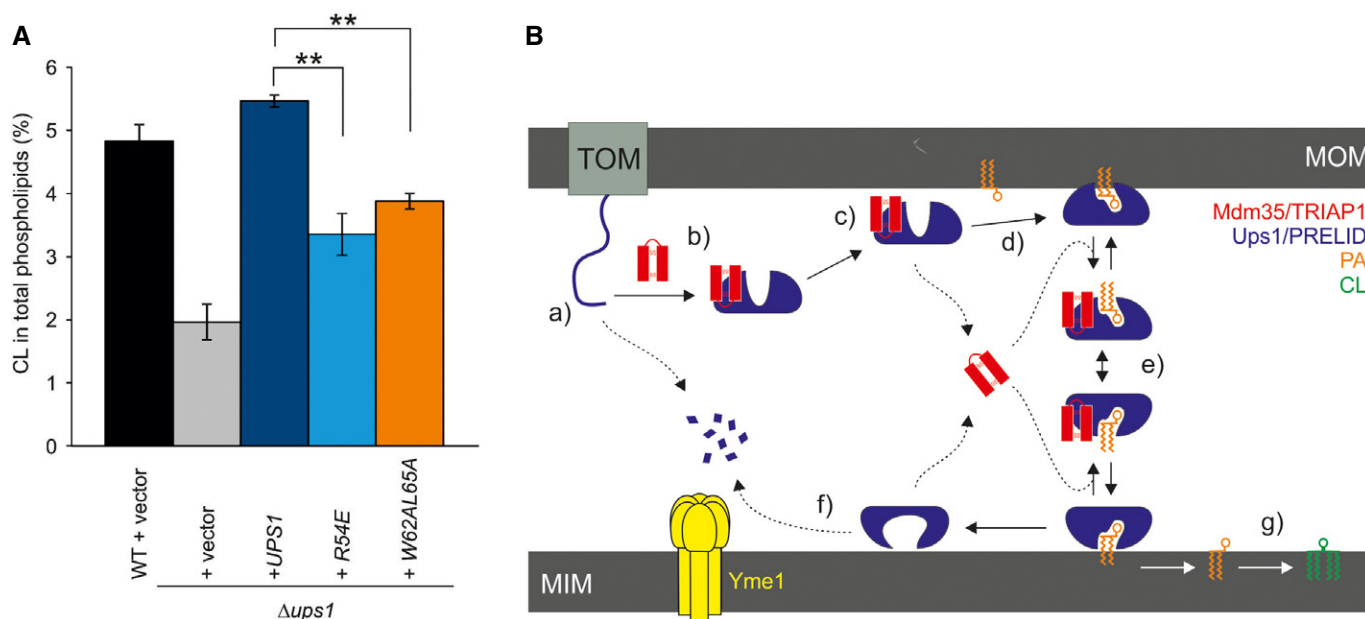 A
CL in total phospholipids (%)
6
5
4
3
2
1
0
**
**
WT + vector
+ vector
+UPS1
+ R54E
+ W62AL65A
Δups1
B
TOM
MOM
Mdm35/TRIAP1
Ups1/PRELID
PA
CL
a)
b)
c)
d)
e)
f)
g)
Yme1
MIM